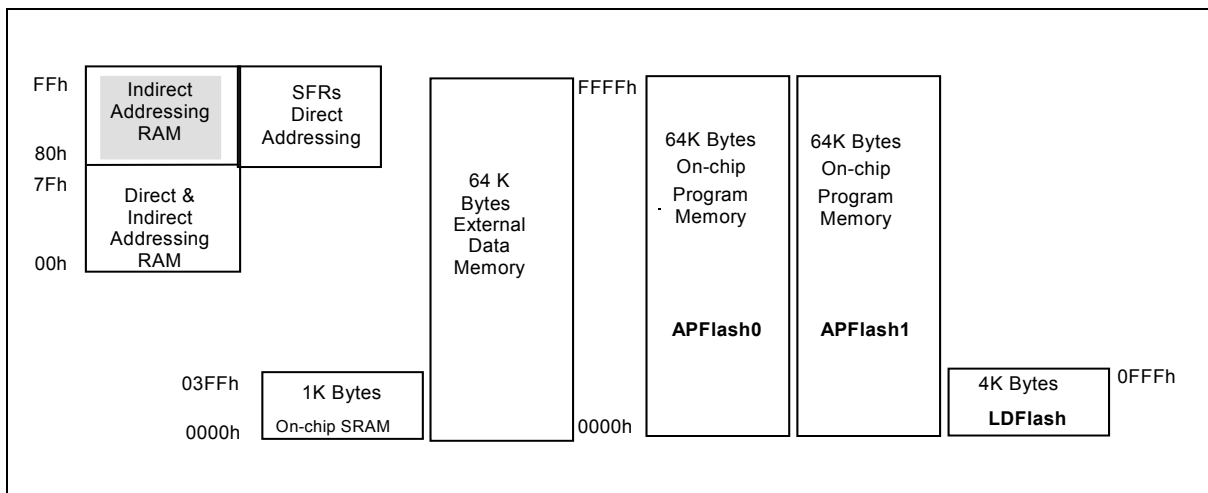 FFh
Indirect
Addressing
RAM
80h
SFRs
Direct
Addressing
7Fh
Direct &
Indirect
Addressing
RAM
00h
03FFh
1K Bytes
On-chip SRAM
0000h
64 K
Bytes
External
Data
Memory
FFFFh
0000h
64K Bytes
On-chip
Program
Memory
APFlash0
64K Bytes
On-chip
Program
Memory
APFlash1
4K Bytes
LDFlash
0FFFh